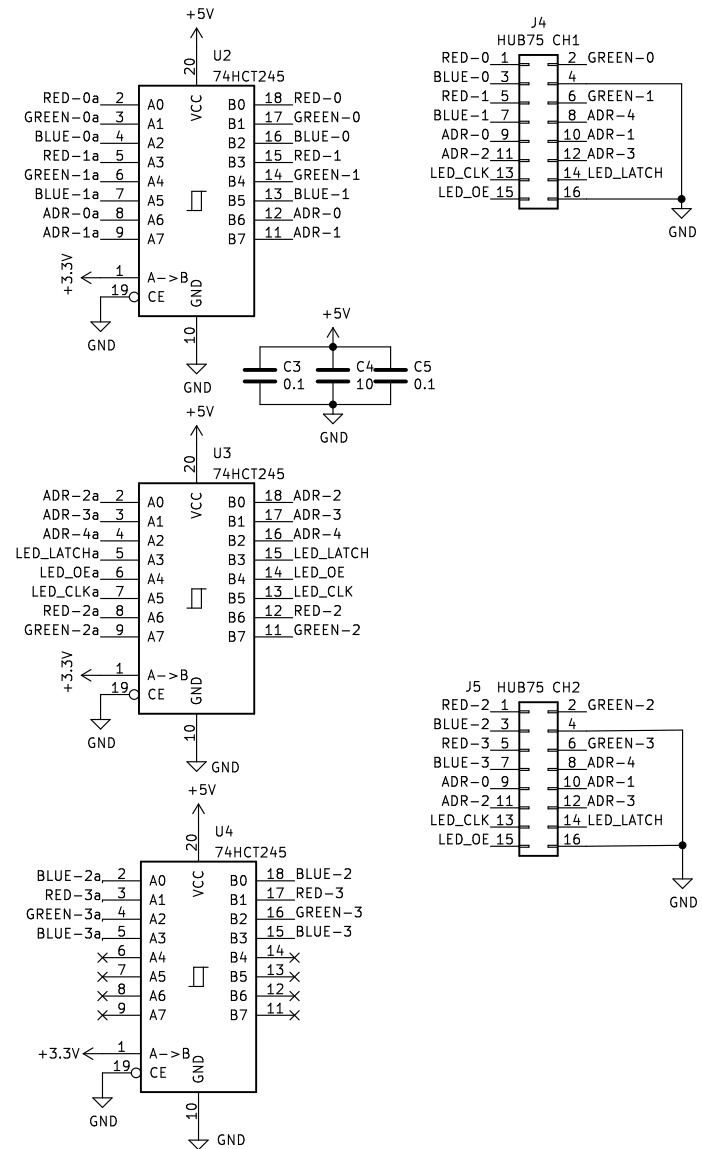 +5V
U2
74HCT245
20
VCC
RED-0a 2 A0 B0 18 RED-0
GREEN-0a 3 A1 B1 17 GREEN-0
BLUE-0a 4 A2 B2 16 BLUE-0
RED-1a 5 A3 B3 15 RED-1
GREEN-1a 6 A4 B4 14 GREEN-1
BLUE-1a 7 A5 B5 13 BLUE-1
ADR-0a 8 A6 B6 12 ADR-0
ADR-1a 9 A7 B7 11 ADR-1
+3.3V 1 A->B
19 CE
GND
GND
10
GND
J4
HUB75 CH1
RED-0 1 2 GREEN-0
BLUE-0 3 4
RED-1 5 6 GREEN-1
BLUE-1 7 8 ADR-4
ADR-0 9 10 ADR-1
ADR-2 11 12 ADR-3
LED_CLK 13 14 LED_LATCH
LED_OE 15 16
GND
+5V
C3 C4 C5
0.1 10 0.1
GND
+5V
U3
74HCT245
20
VCC
ADR-2a 2 A0 B0 18 ADR-2
ADR-3a 3 A1 B1 17 ADR-3
ADR-4a 4 A2 B2 16 ADR-4
LED_LATCHa 5 A3 B3 15 LED_LATCH
LED_OEa 6 A4 B4 14 LED_OE
LED_CLKa 7 A5 B5 13 LED_CLK
RED-2a 8 A6 B6 12 RED-2
GREEN-2a 9 A7 B7 11 GREEN-2
+3.3V 1 A->B
19 CE
GND
GND
10
GND
J5 HUB75 CH2
RED-2 1 2 GREEN-2
BLUE-2 3 4
RED-3 5 6 GREEN-3
BLUE-3 7 8 ADR-4
ADR-0 9 10 ADR-1
ADR-2 11 12 ADR-3
LED_CLK 13 14 LED_LATCH
LED_OE 15 16
GND
+5V
U4
74HCT245
20
VCC
BLUE-2a 2 A0 B0 18 BLUE-2
RED-3a 3 A1 B1 17 RED-3
GREEN-3a 4 A2 B2 16 GREEN-3
BLUE-3a 5 A3 B3 15 BLUE-3
6 A4 B4 14
7 A5 B5 13
8 A6 B6 12
9 A7 B7 11
+3.3V 1 A->B
19 CE
GND
GND
10
GND